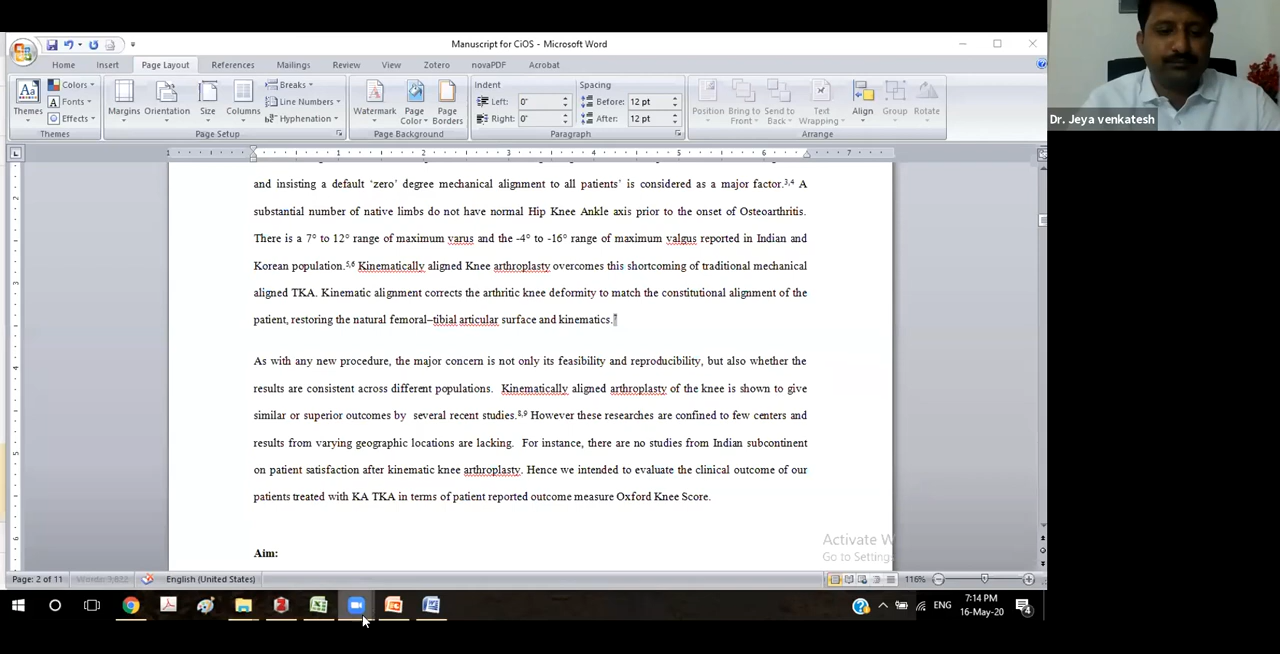 Manuscript for CiOS - Microsoft Word
Home Insert Page Layout References Mailings Review View Zotero novaPDF Acrobat
Colors Breaks Indent Spacing
Fonts Line Numbers Left: 0" Before: 12 pt
Themes Effects Margins Orientation Size Columns Hyphenation Watermark Page Color Page Borders Right: 0" After: 12 pt Position Bring to Front Send to Back Text Wrapping Align Group Rotate
Themes Page Setup Page Background Paragraph Arrange
Dr. Jeya venkatesh
1 1 2 3 4 5 6 7
and insisting a default ‘zero’ degree mechanical alignment to all patients’ is considered as a major factor.3,4 A
substantial number of native limbs do not have normal Hip Knee Ankle axis prior to the onset of Osteoarthritis.
There is a 7° to 12° range of maximum varus and the -4° to -16° range of maximum valgus reported in Indian and
Korean population.5,6 Kinematically aligned Knee arthroplasty overcomes this shortcoming of traditional mechanical
aligned TKA. Kinematic alignment corrects the arthritic knee deformity to match the constitutional alignment of the
patient, restoring the natural femoral–tibial articular surface and kinematics.7
As with any new procedure, the major concern is not only its feasibility and reproducibility, but also whether the
results are consistent across different populations. Kinematically aligned arthroplasty of the knee is shown to give
similar or superior outcomes by several recent studies.8,9 However these researches are confined to few centers and
results from varying geographic locations are lacking. For instance, there are no studies from Indian subcontinent
on patient satisfaction after kinematic knee arthroplasty. Hence we intended to evaluate the clinical outcome of our
patients treated with KA TKA in terms of patient reported outcome measure Oxford Knee Score.
Activate W
Go to Setting
Aim:
Page: 2 of 11 English (United States) 116%
ENG 7:14 PM
16-May-20 4